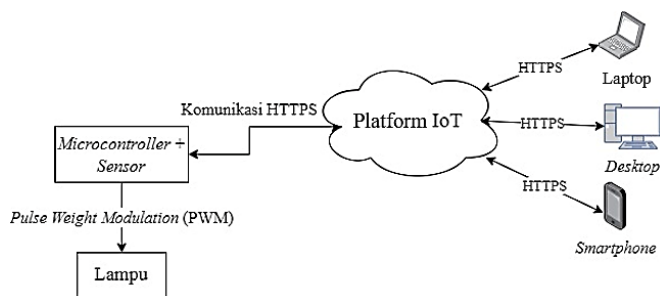 Komunikasi HTTPS
Microcontroller +
Sensor
Pulse Weight Modulation (PWM)
Lampu
Platform IoT
HTTPS
Laptop
HTTPS
Desktop
HTTPS
Smartphone